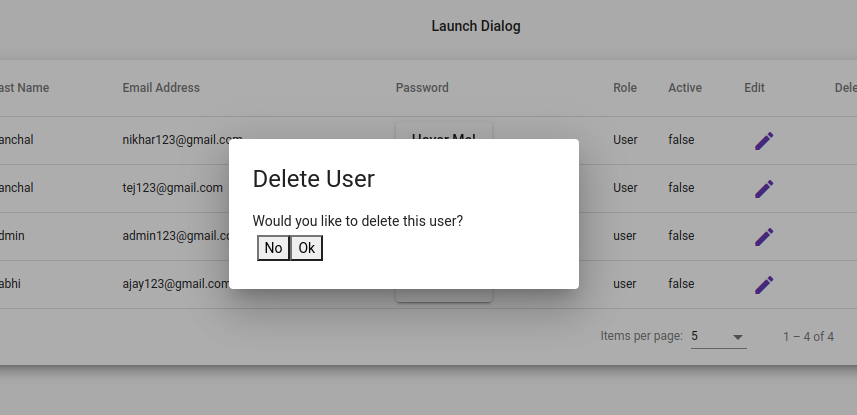 Launch Dialog
ast Name Email Address Password Role Active Edit Dele
anchal nikhar123@gmail.com Hover Me! User false
anchal tej123@gmail.com User false
dmin admin123@gmail.co user false
abhi ajay123@gmail.com user false
Delete User
Would you like to delete this user?
No Ok
Items per page: 5 1 – 4 of 4